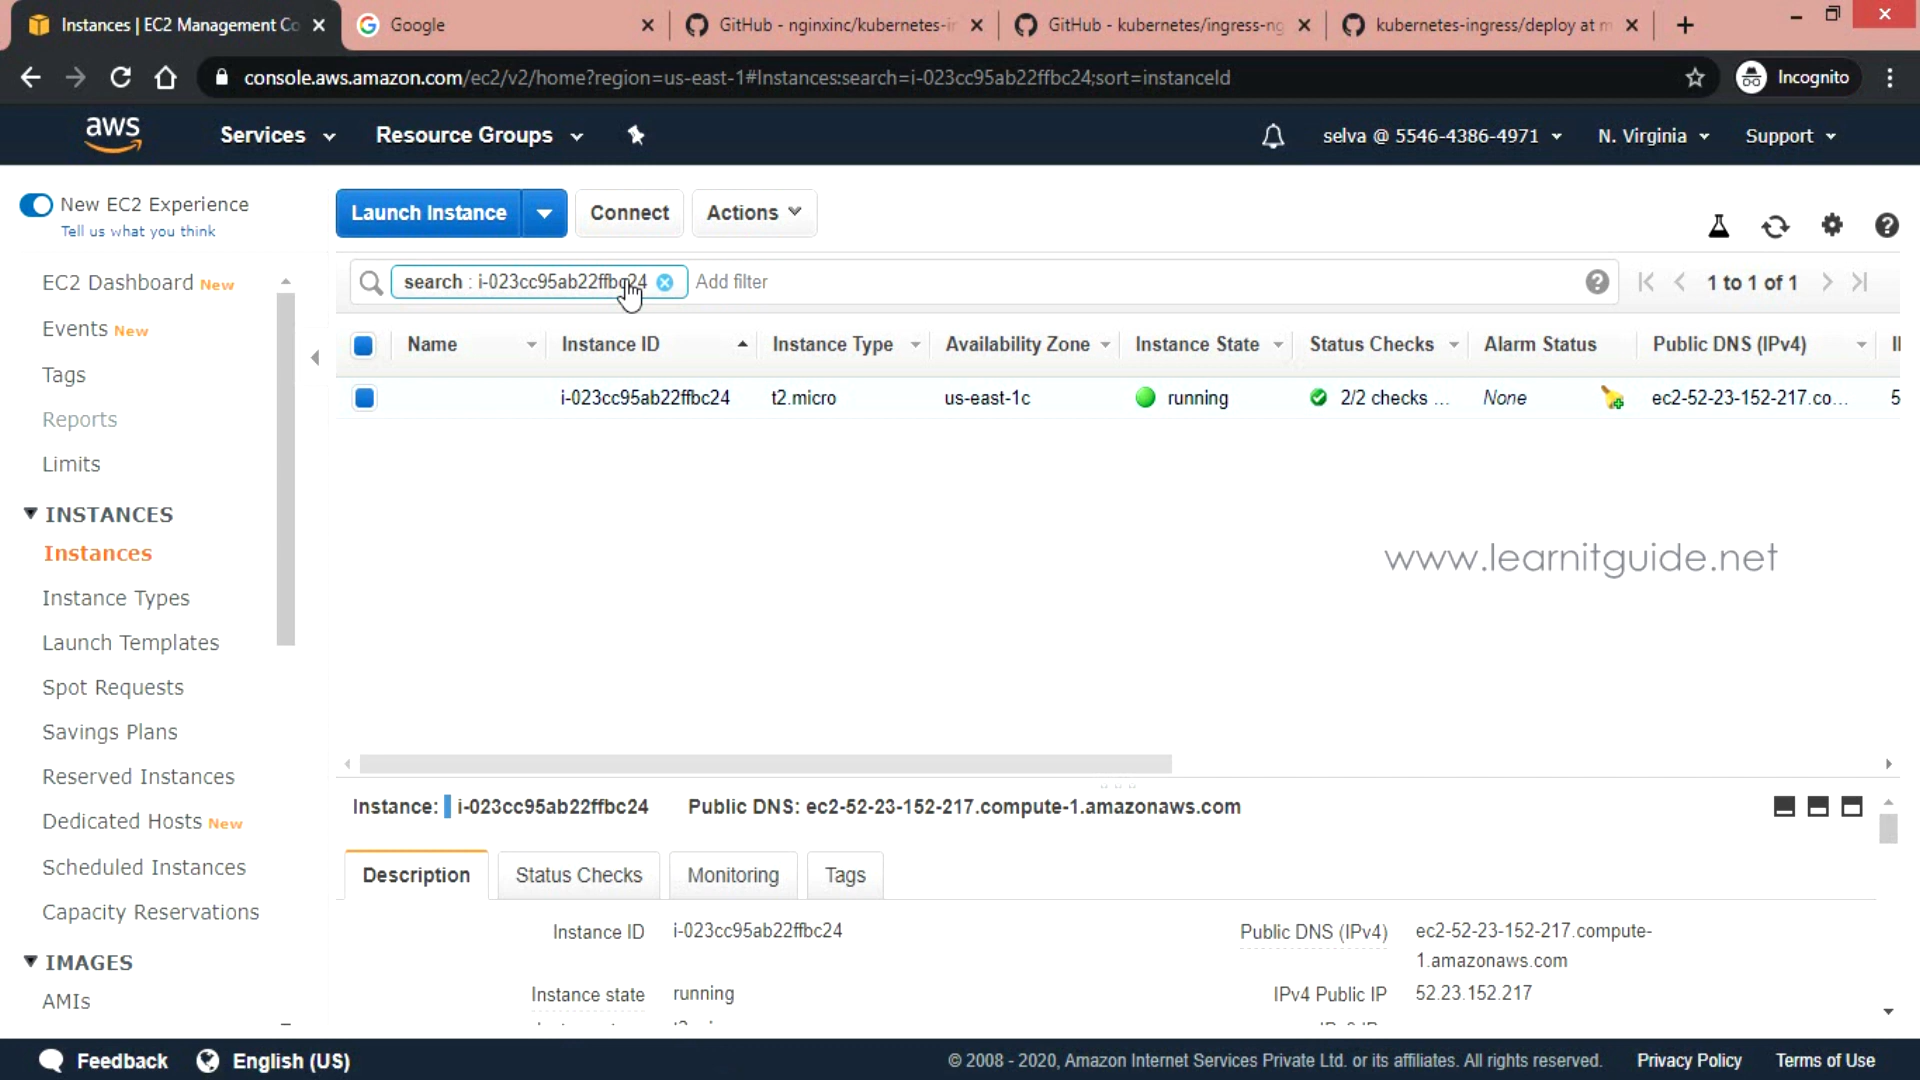 Instances | EC2 Management Co
Google
GitHub - nginxinc/kubernetes-in
GitHub - kubernetes/ingress-ng
kubernetes-ingress/deploy at m
console.aws.amazon.com/ec2/v2/home?region=us-east-1#Instances:search=i-023cc95ab22ffbc24;sort=instanceId
Incognito
aws
Services
Resource Groups
selva @ 5546-4386-4971
N. Virginia
Support
New EC2 Experience
Tell us what you think
Launch Instance
Connect
Actions
EC2 Dashboard New
Events New
Tags
Reports
Limits
INSTANCES
Instances
Instance Types
Launch Templates
Spot Requests
Savings Plans
Reserved Instances
Dedicated Hosts New
Scheduled Instances
Capacity Reservations
IMAGES
AMIs
search : i-023cc95ab22ffbc24
Add filter
1 to 1 of 1
Name
Instance ID
Instance Type
Availability Zone
Instance State
Status Checks
Alarm Status
Public DNS (IPv4)
i-023cc95ab22ffbc24
t2.micro
us-east-1c
running
2/2 checks ...
None
ec2-52-23-152-217.co...
5
www.learnitguide.net
Instance: i-023cc95ab22ffbc24 Public DNS: ec2-52-23-152-217.compute-1.amazonaws.com
Description
Status Checks
Monitoring
Tags
Instance ID i-023cc95ab22ffbc24
Public DNS (IPv4) ec2-52-23-152-217.compute-
1.amazonaws.com
Instance state running
IPv4 Public IP 52.23.152.217
Feedback
English (US)
© 2008 - 2020, Amazon Internet Services Private Ltd. or its affiliates. All rights reserved.
Privacy Policy
Terms of Use